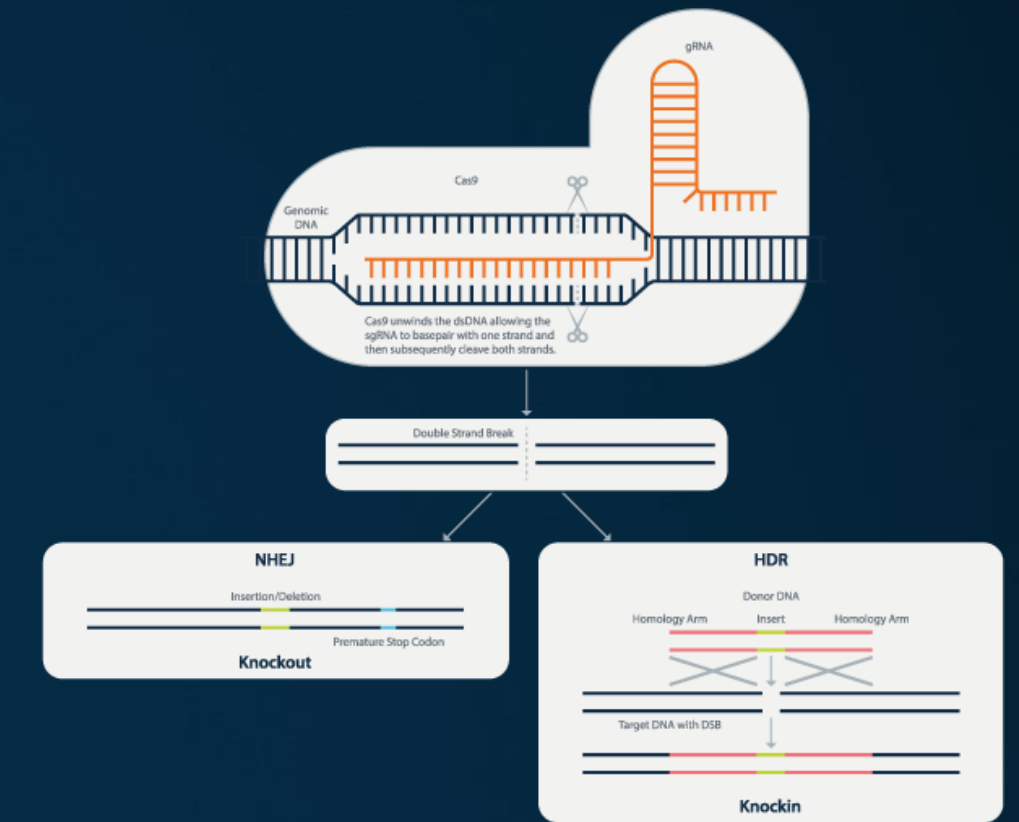 gRNA
Cas9
Genomic
DNA
Cas9 unwinds the dsDNA allowing the
sgRNA to basepair with one strand and
then subsequently cleave both strands.
Double Strand Break
NHEJ
Insertion/Deletion
Premature Stop Codon
Knockout
HDR
Donor DNA
Homology Arm Insert Homology Arm
Target DNA with DSB
Knockin